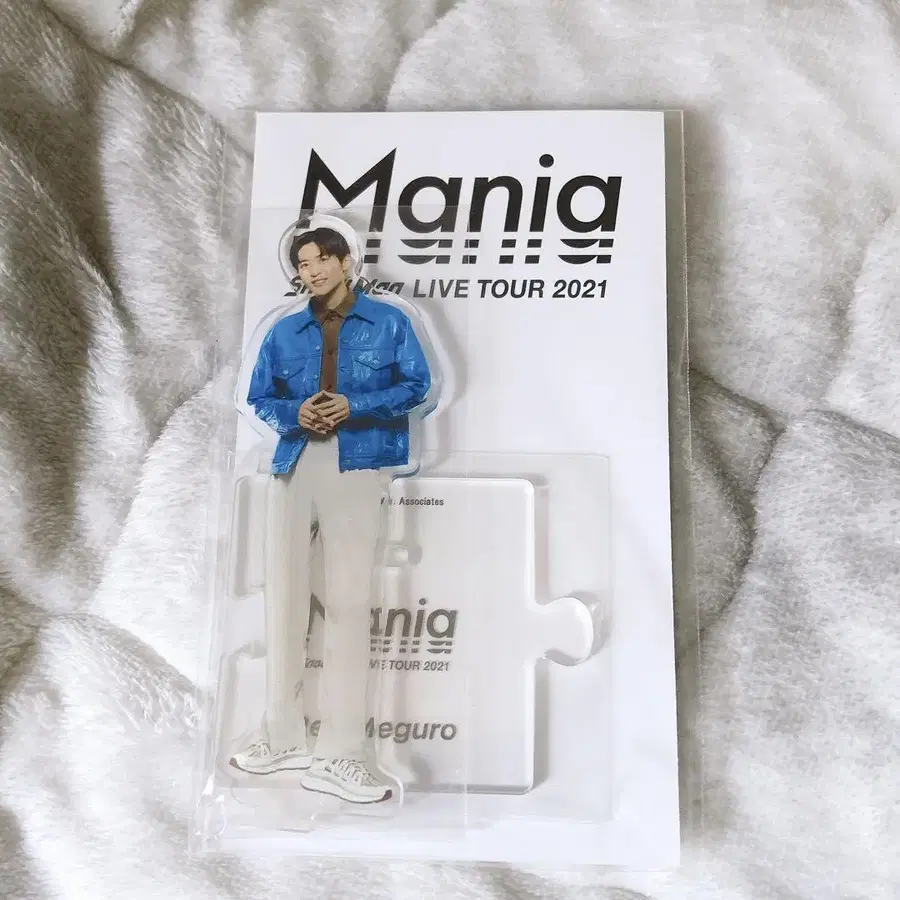 Mania
LIVE TOUR 2021
Associates
Mania
LIVE TOUR 2021
Meguro